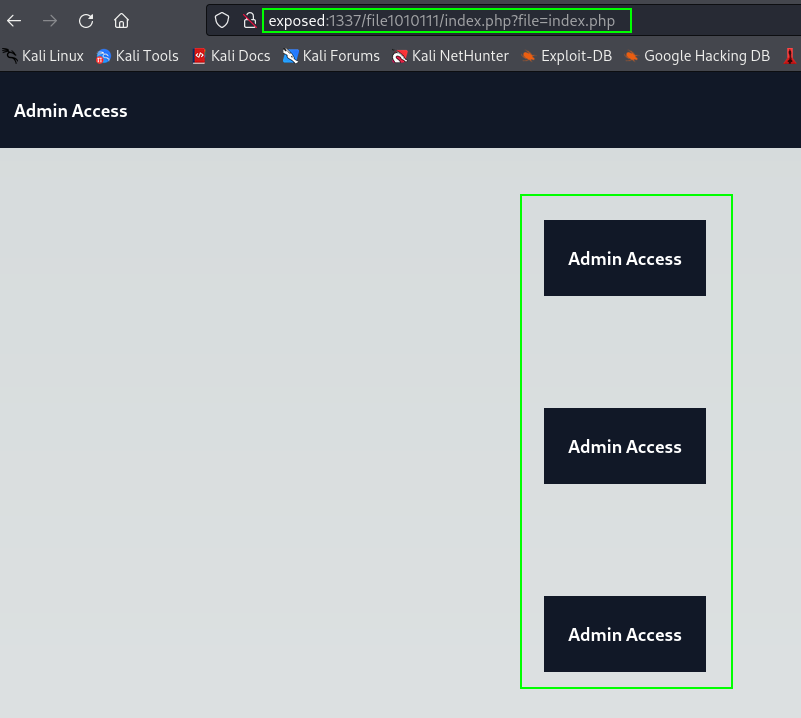 exposed:1337/file1010111/index.php?file=index.php
Kali Linux Kali Tools Kali Docs Kali Forums Kali NetHunter Exploit-DB Google Hacking DB
Admin Access
Admin Access
Admin Access
Admin Access